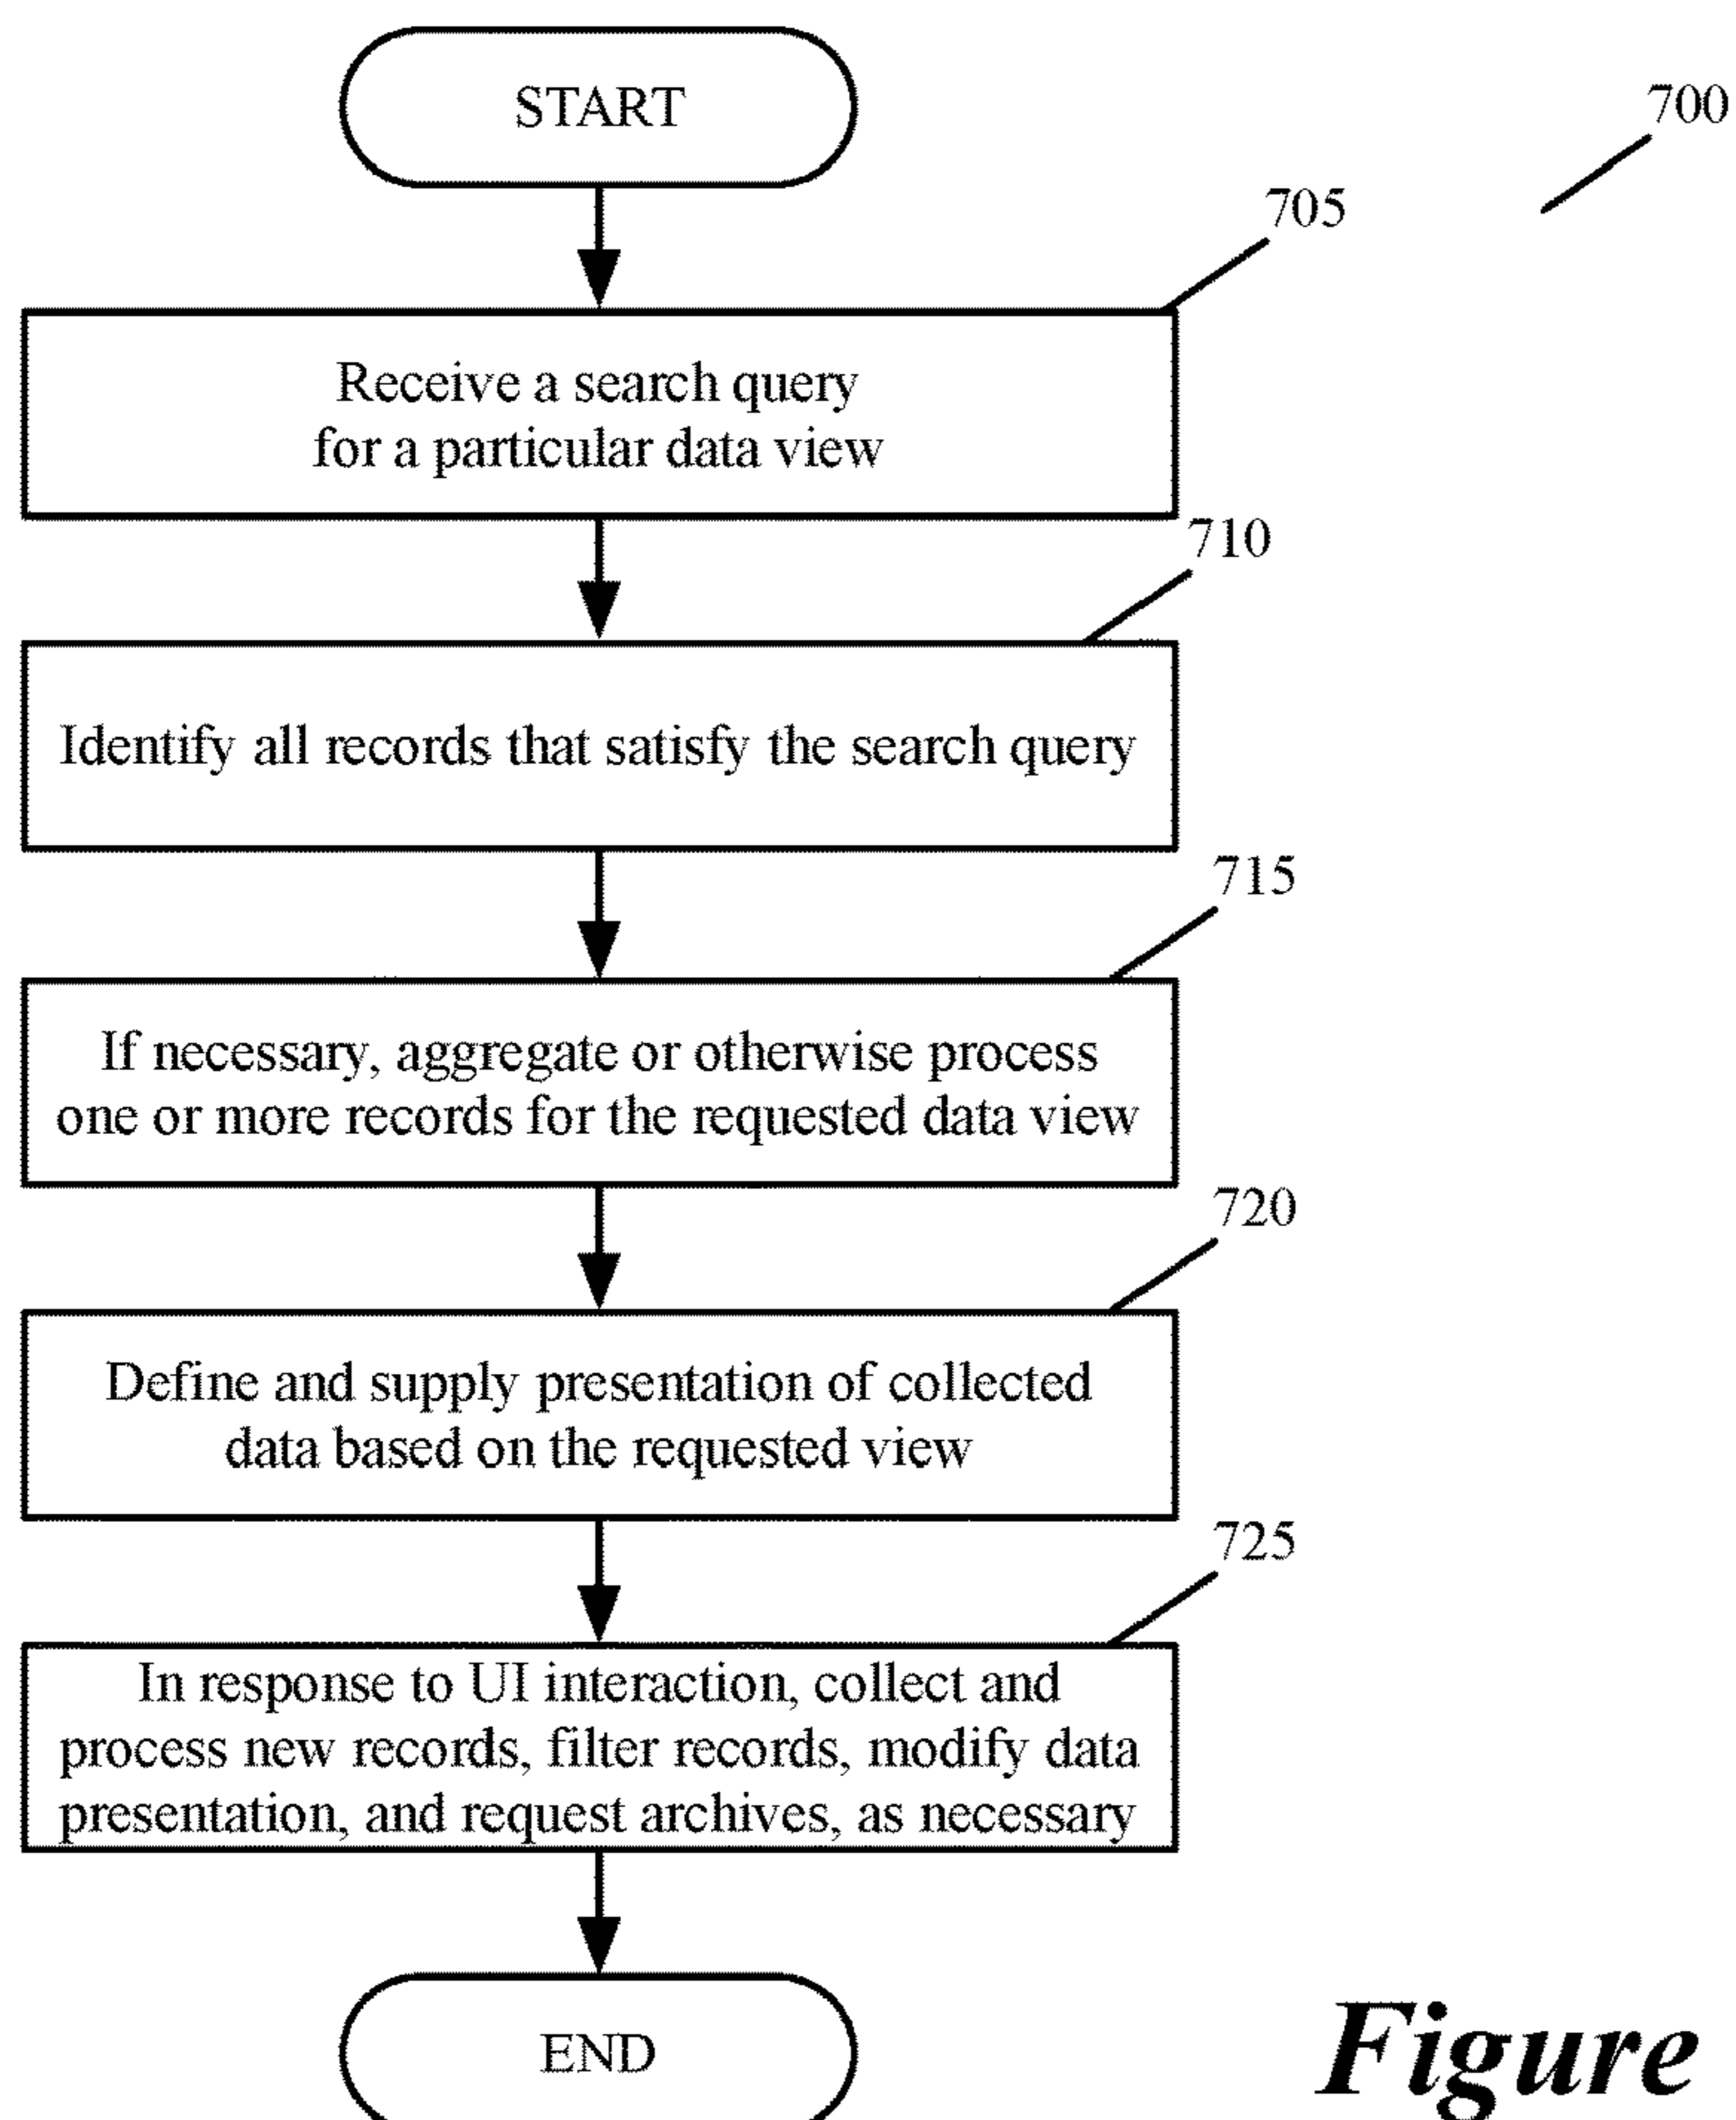 START
700
705
Receive a search query
for a particular data view
710
Identify all records that satisfy the search query
715
If necessary, aggregate or otherwise process
one or more records for the requested data view
720
Define and supply presentation of collected
data based on the requested view
725
In response to UI interaction, collect and
process new records, filter records, modify data
presentation, and request archives, as necessary
END
Figure